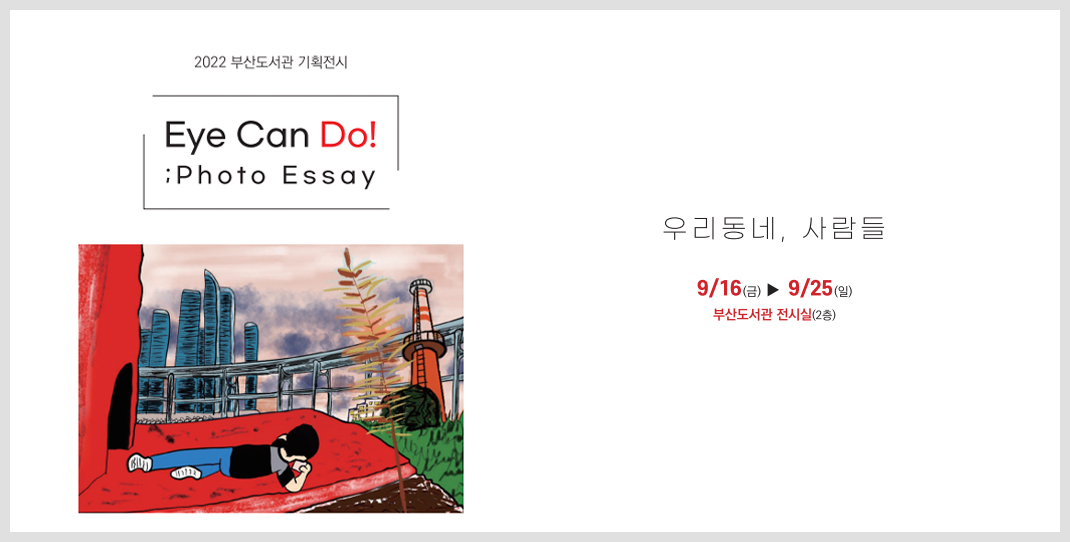 2022 부산도서관 기획전시
Eye Can Do!
;Photo Essay
우리동네, 사람들
9/16(금) ▶ 9/25(일)
부산도서관 전시실(2층)